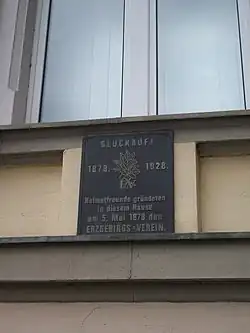 GLÜCKAUF!
1878. 1928.
Heimatfreunde gründeten
in diesem Hause
am 5. Mai 1878 den
ERZGEBIRGS-VEREIN.